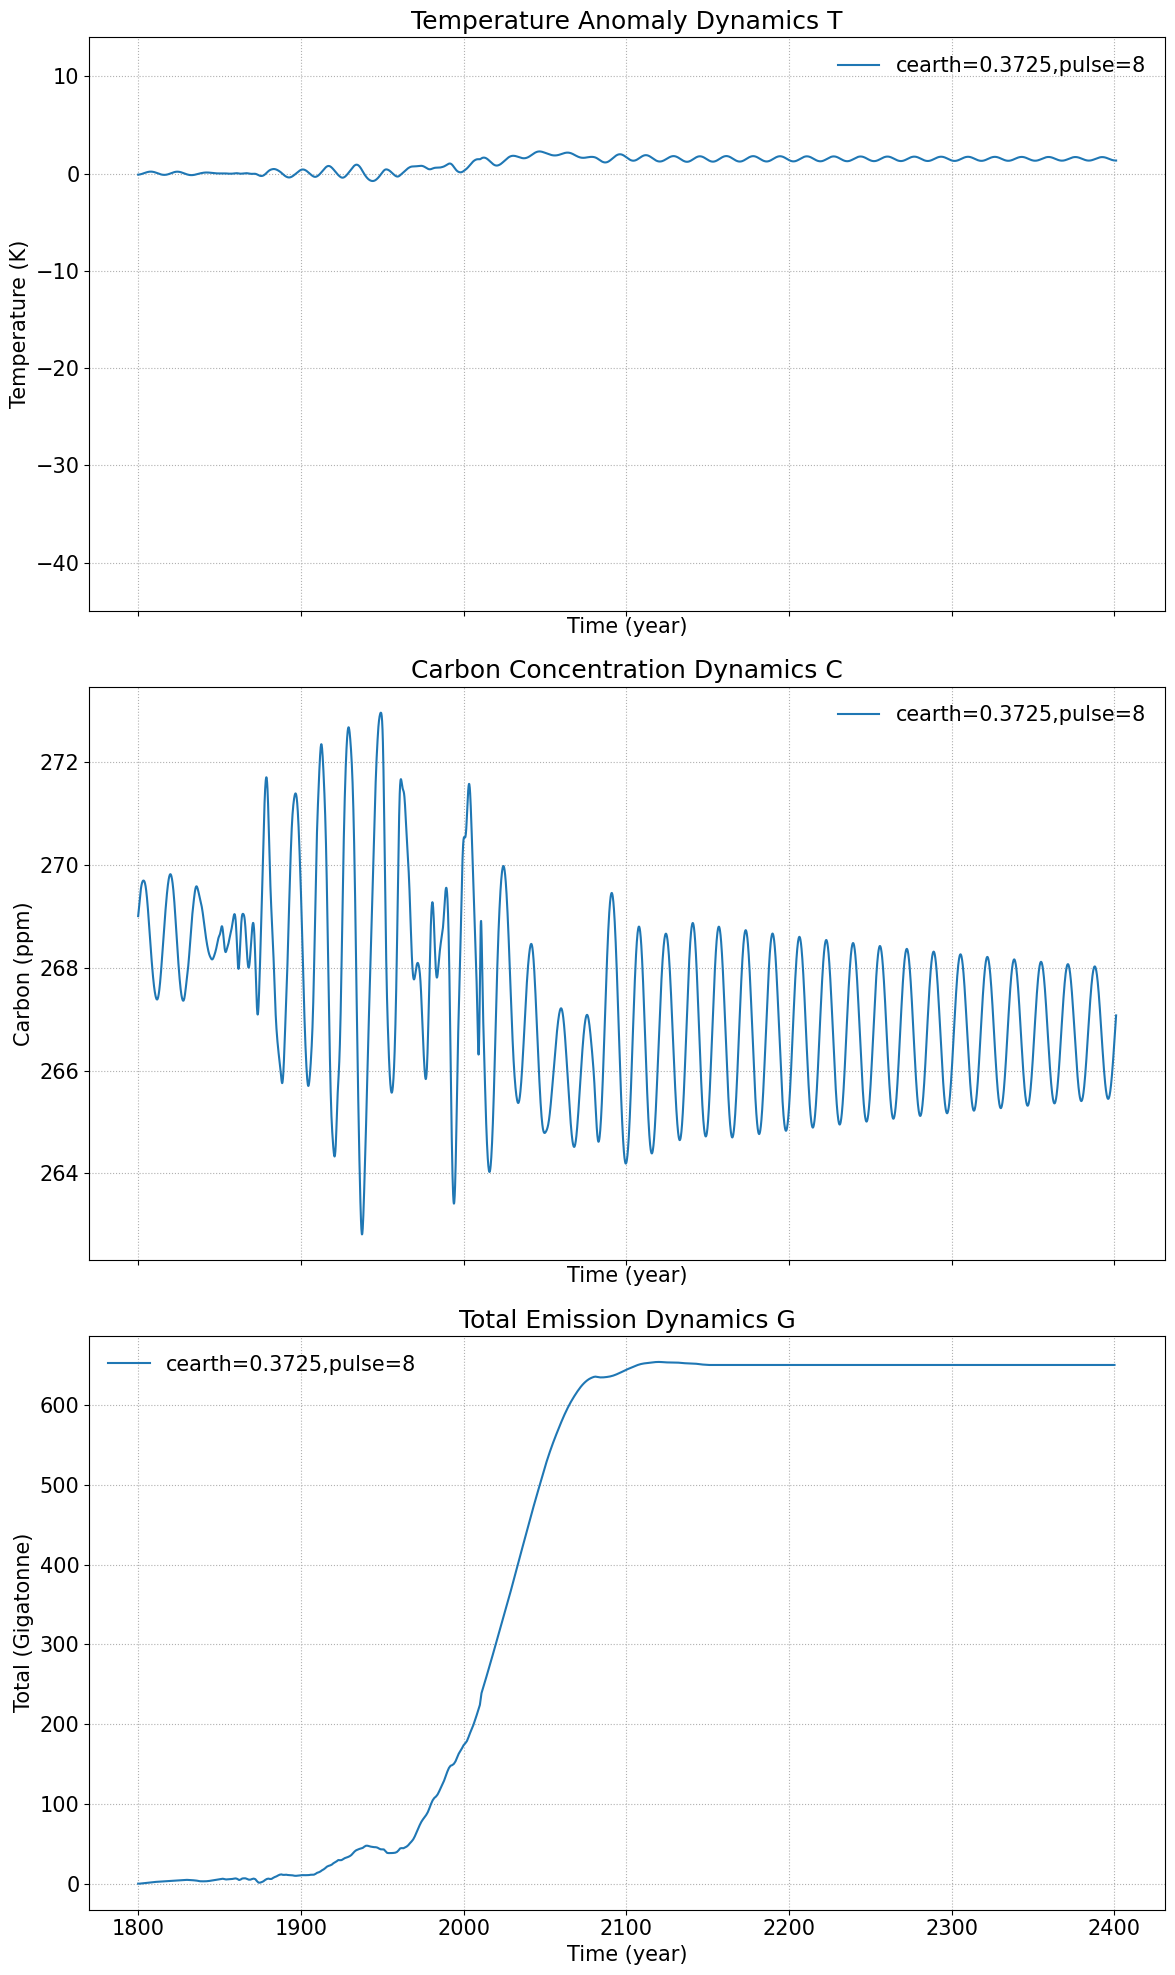 Temperature Anomaly Dynamics T
cearth=0.3725,pulse=8
10
0
−10
−20
−30
−40
Temperature (K)
Time (year)
Carbon Concentration Dynamics C
cearth=0.3725,pulse=8
272
270
268
266
264
Carbon (ppm)
Time (year)
Total Emission Dynamics G
cearth=0.3725,pulse=8
600
500
400
300
200
100
0
Total (Gigatonne)
1800 1900 2000 2100 2200 2300 2400
Time (year)